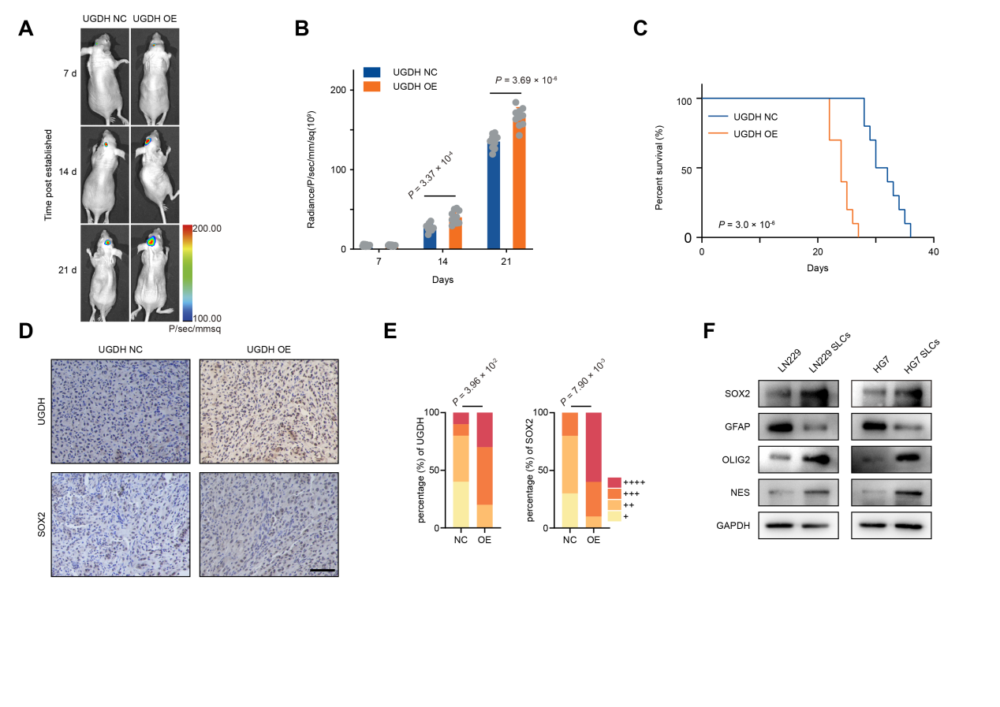 A
UGDH NC
UGDH OE
Time post established
7 d
14 d
21 d
200.00
100.00
P/sec/mmsq
B
UGDH NC
UGDH OE
Radiance/P/sec/mm/sq(10⁹)
200
100
0
P = 3.37 × 10⁻⁴
P = 3.69 × 10⁻⁶
7
14
21
Days
C
UGDH NC
UGDH OE
Percent survival (%)
100
50
0
P = 3.0 × 10⁻⁶
0
20
40
Days
D
UGDH NC
UGDH OE
UGDH
SOX2
E
P = 3.96 × 10⁻²
percentage (%) of UGDH
100
50
0
NC
OE
P = 7.90 × 10⁻³
percentage (%) of SOX2
100
50
0
NC
OE
++++
+++
++
+
F
LN229
LN229 SLCs
HG7
HG7 SLCs
SOX2
GFAP
OLIG2
NES
GAPDH